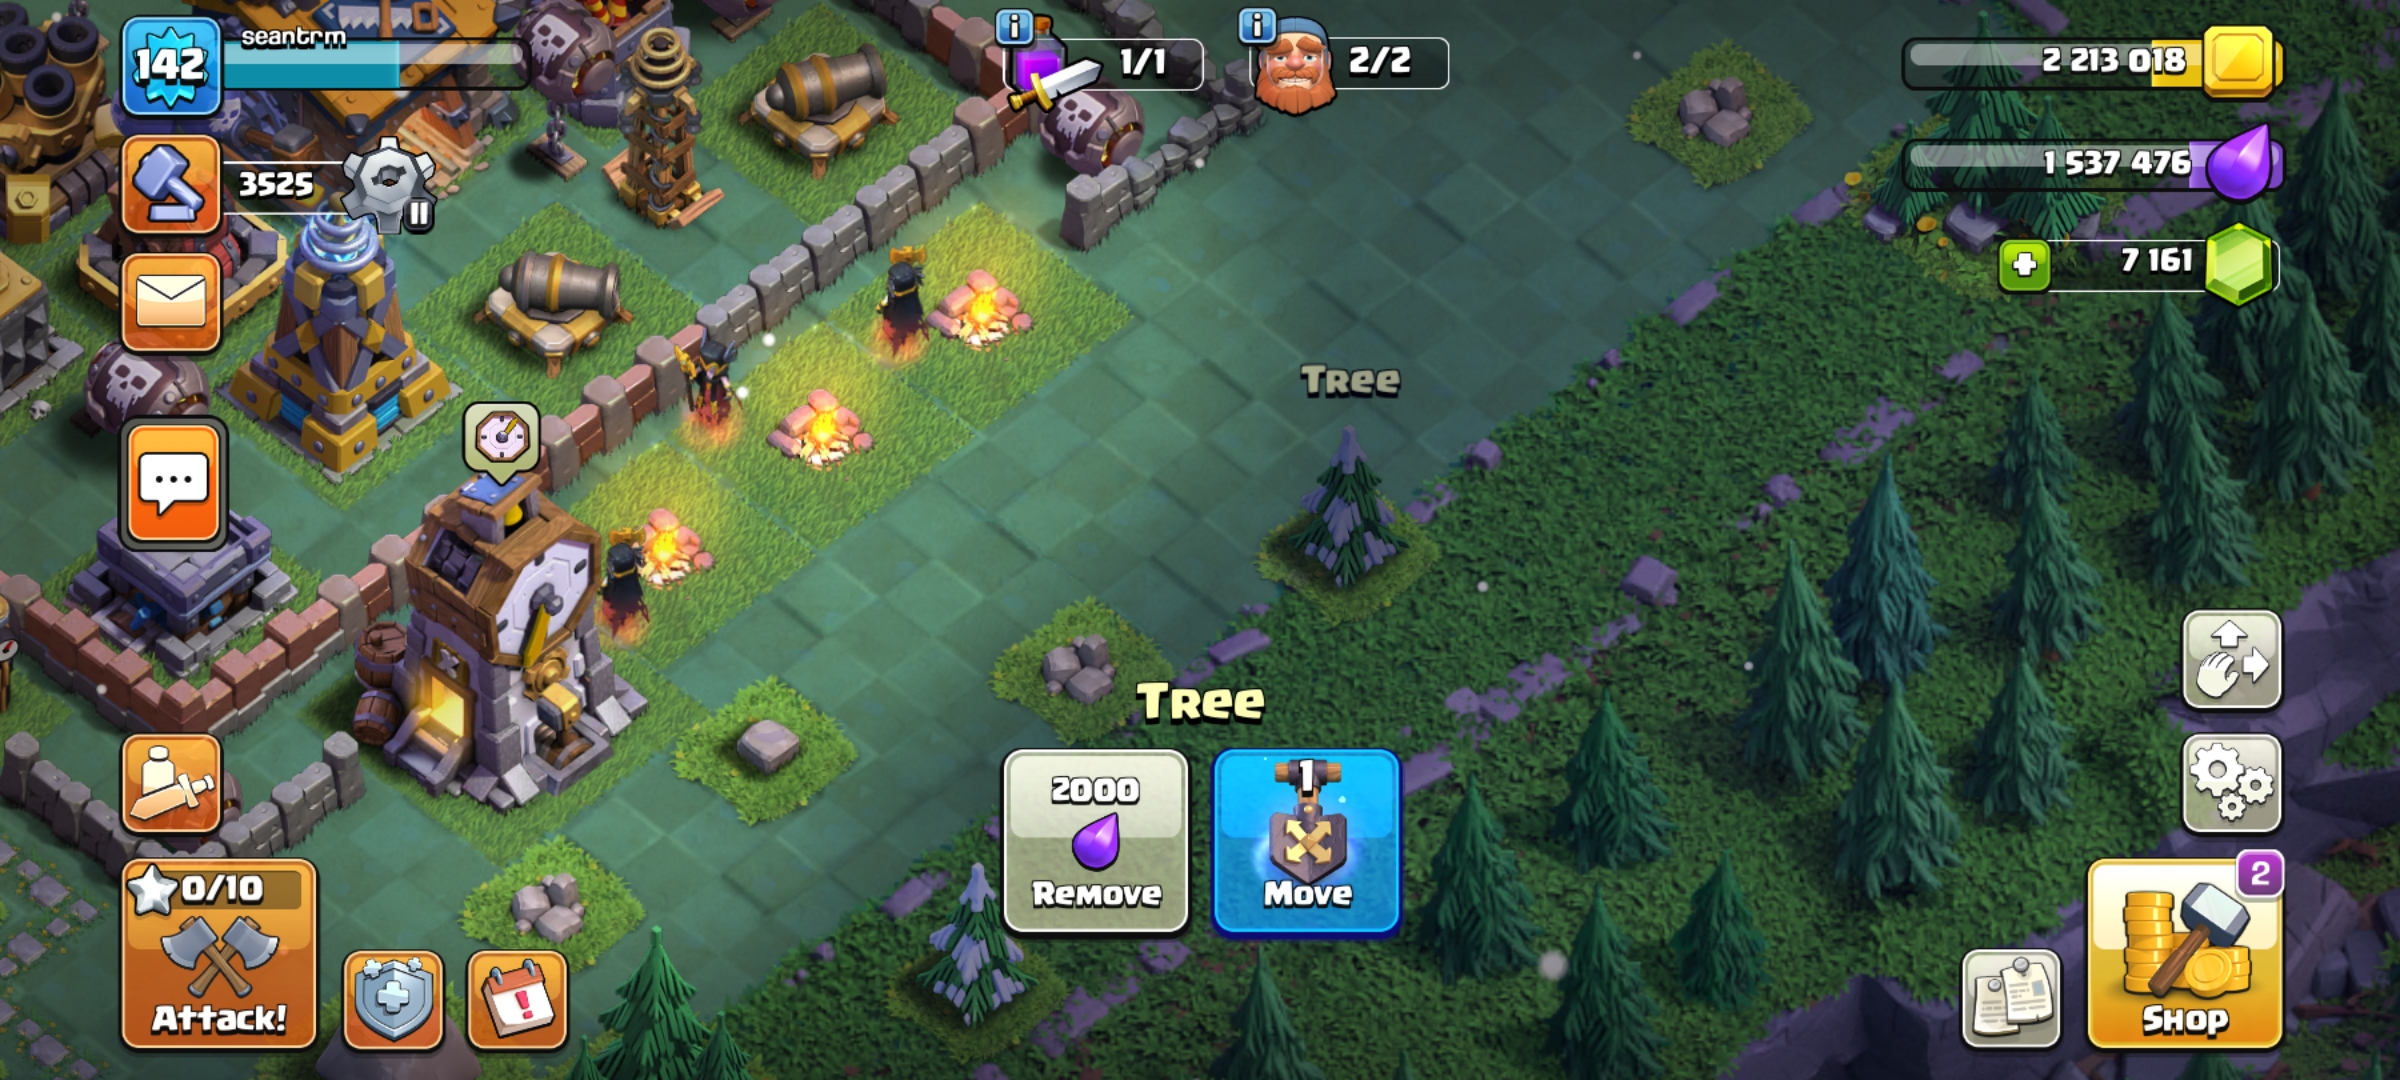 142
seantrm
1/1
2/2
2 213 018
3525
1 537 476
7 161
Tree
Tree
2000
Remove
1
Move
0/10
Attack!
2
Shop